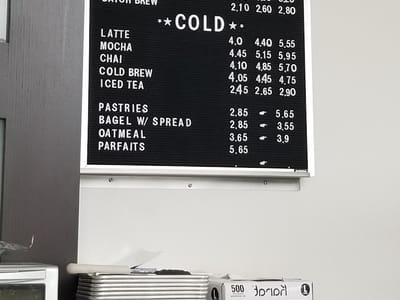 BATCH BREW 2.10 2.60 2.80
·★COLD★·
LATTE 4.0 4.40 5.55
MOCHA 4.45 5.15 5.95
CHAI 4.10 4.85 5.70
COLD BREW 4.05 4.45 4.75
ICED TEA 2.45 2.65 2.90
PASTRIES 2.85 ☛ 5.65
BAGEL W/ SPREAD 2.85 ☛ 3.55
OATMEAL 3.65 ☛ 3.9
PARFAITS 5.65
☛
500 Karat L